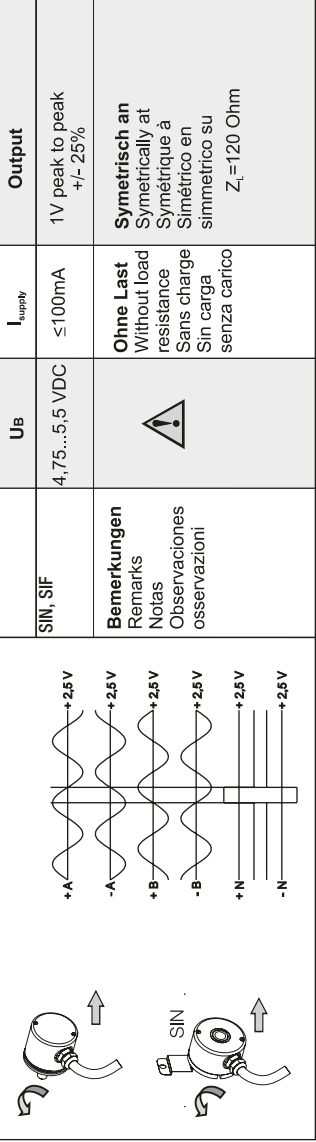 SIN
+A +2,5 V
-A +2,5 V
+B +2,5 V
-B +2,5 V
+N +2,5 V
-N +2,5 V
UB Isupply Output
SIN, SIF 4,75...5,5 VDC ≤100mA 1V peak to peak
+/- 25%
Bemerkungen
Remarks
Notas
Observaciones
osservazioni
Ohne Last
Without load
resistance
Sans charge
Sin carga
senza carico
Symetrisch an
Symetrically at
Symétrique à
Simétrico en
simmetrico su
ZL=120 Ohm